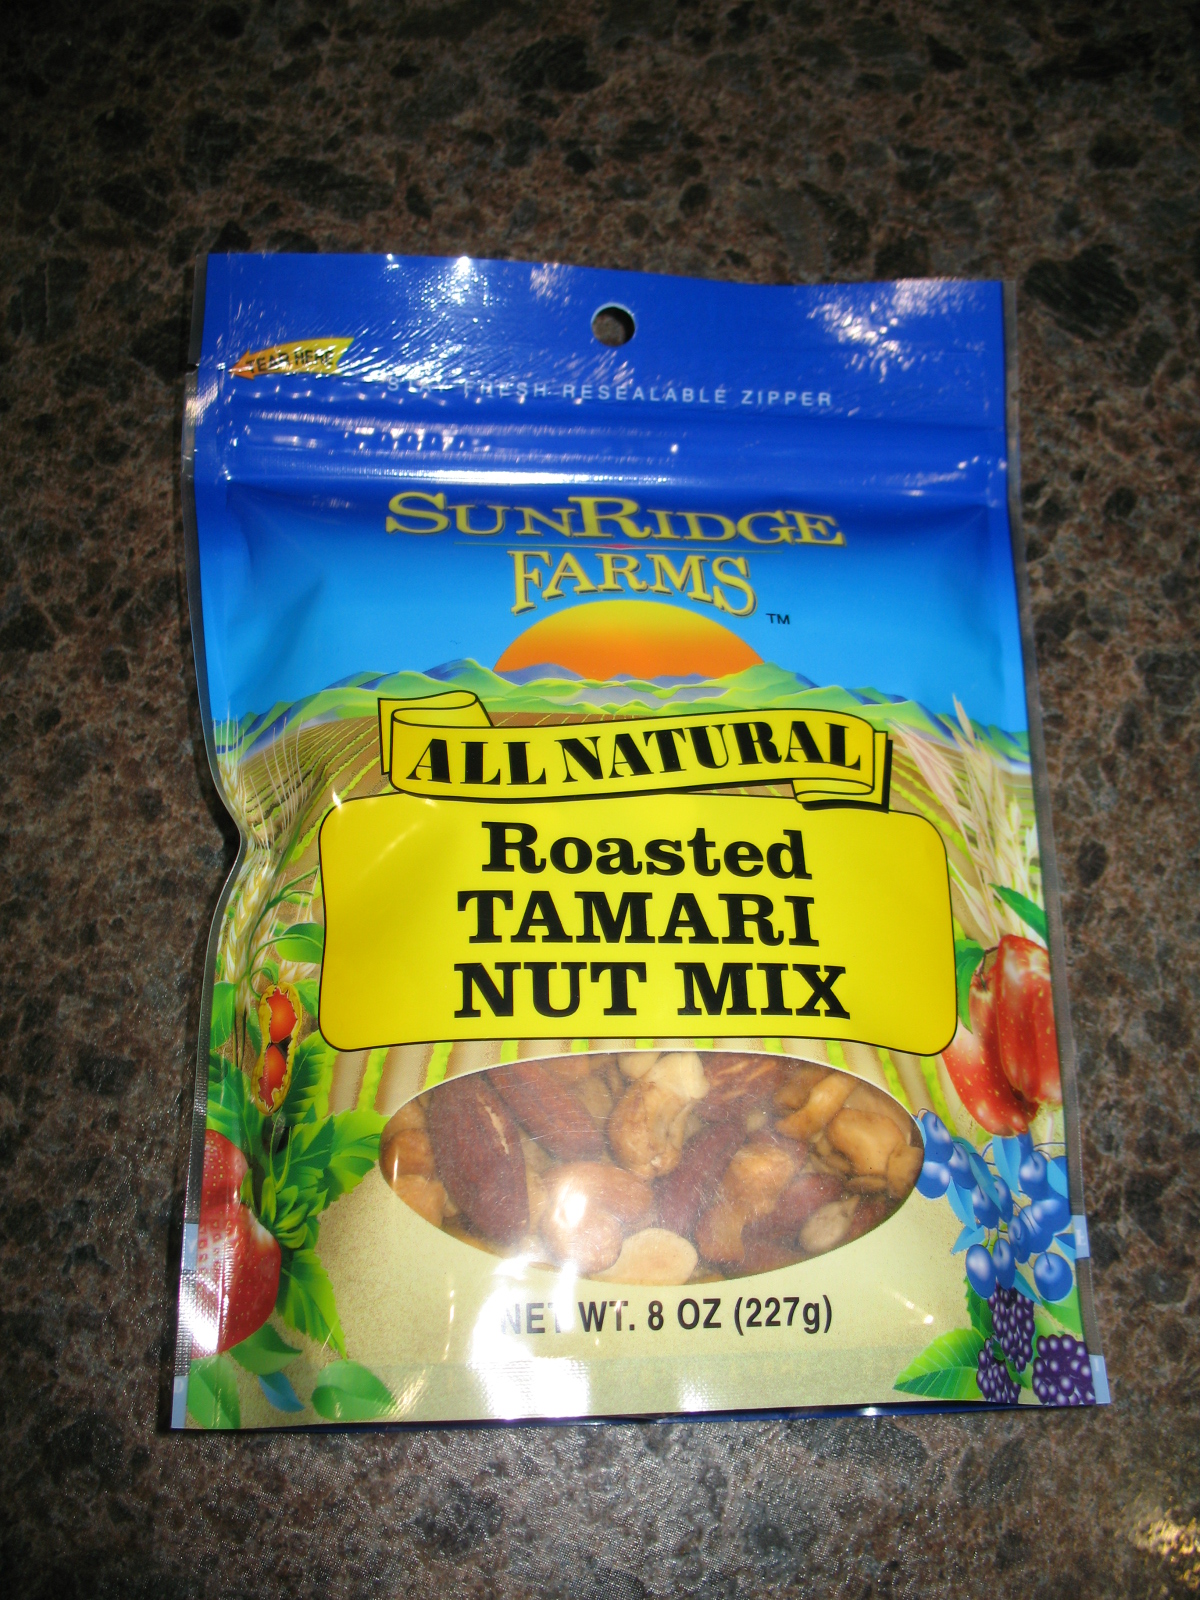 TEAR HERE
STAY FRESH RESEALABLE ZIPPER
SUNRIDGE
FARMS
TM
ALL NATURAL
Roasted
TAMARI
NUT MIX
NET WT. 8 OZ (227g)